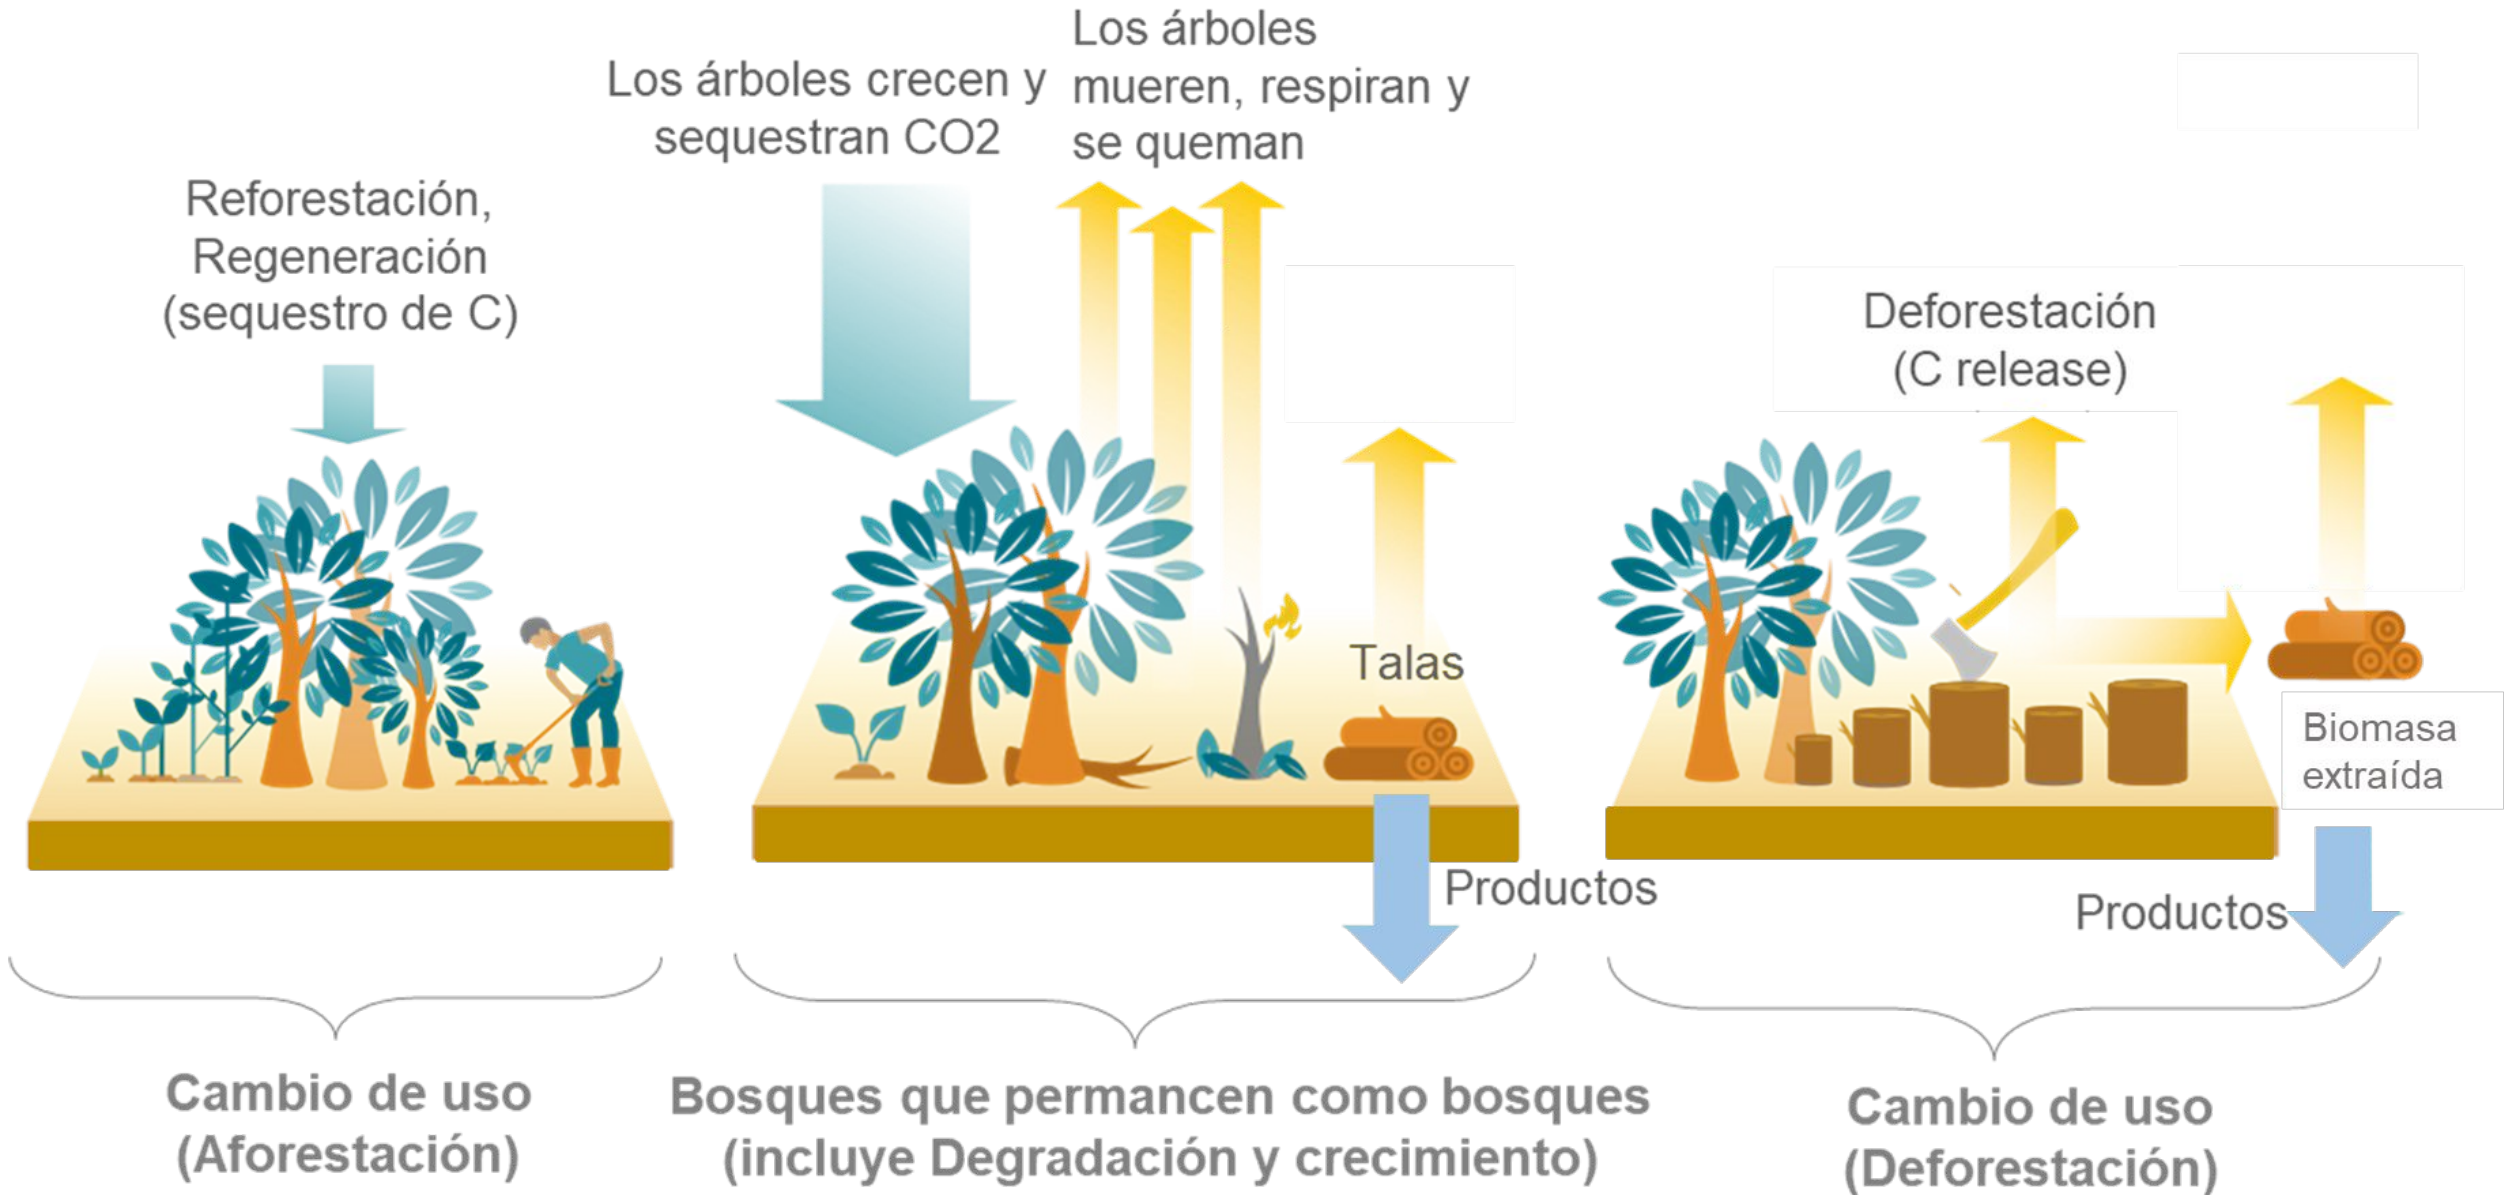 Reforestación,
Regeneración
(sequestro de C)
Los árboles crecen y
sequestran CO2
Los árboles
mueren, respiran y
se queman
Talas
Productos
Deforestación
(C release)
Biomasa
extraída
Productos
Cambio de uso
(Aforestación)
Bosques que permancen como bosques
(incluye Degradación y crecimiento)
Cambio de uso
(Deforestación)